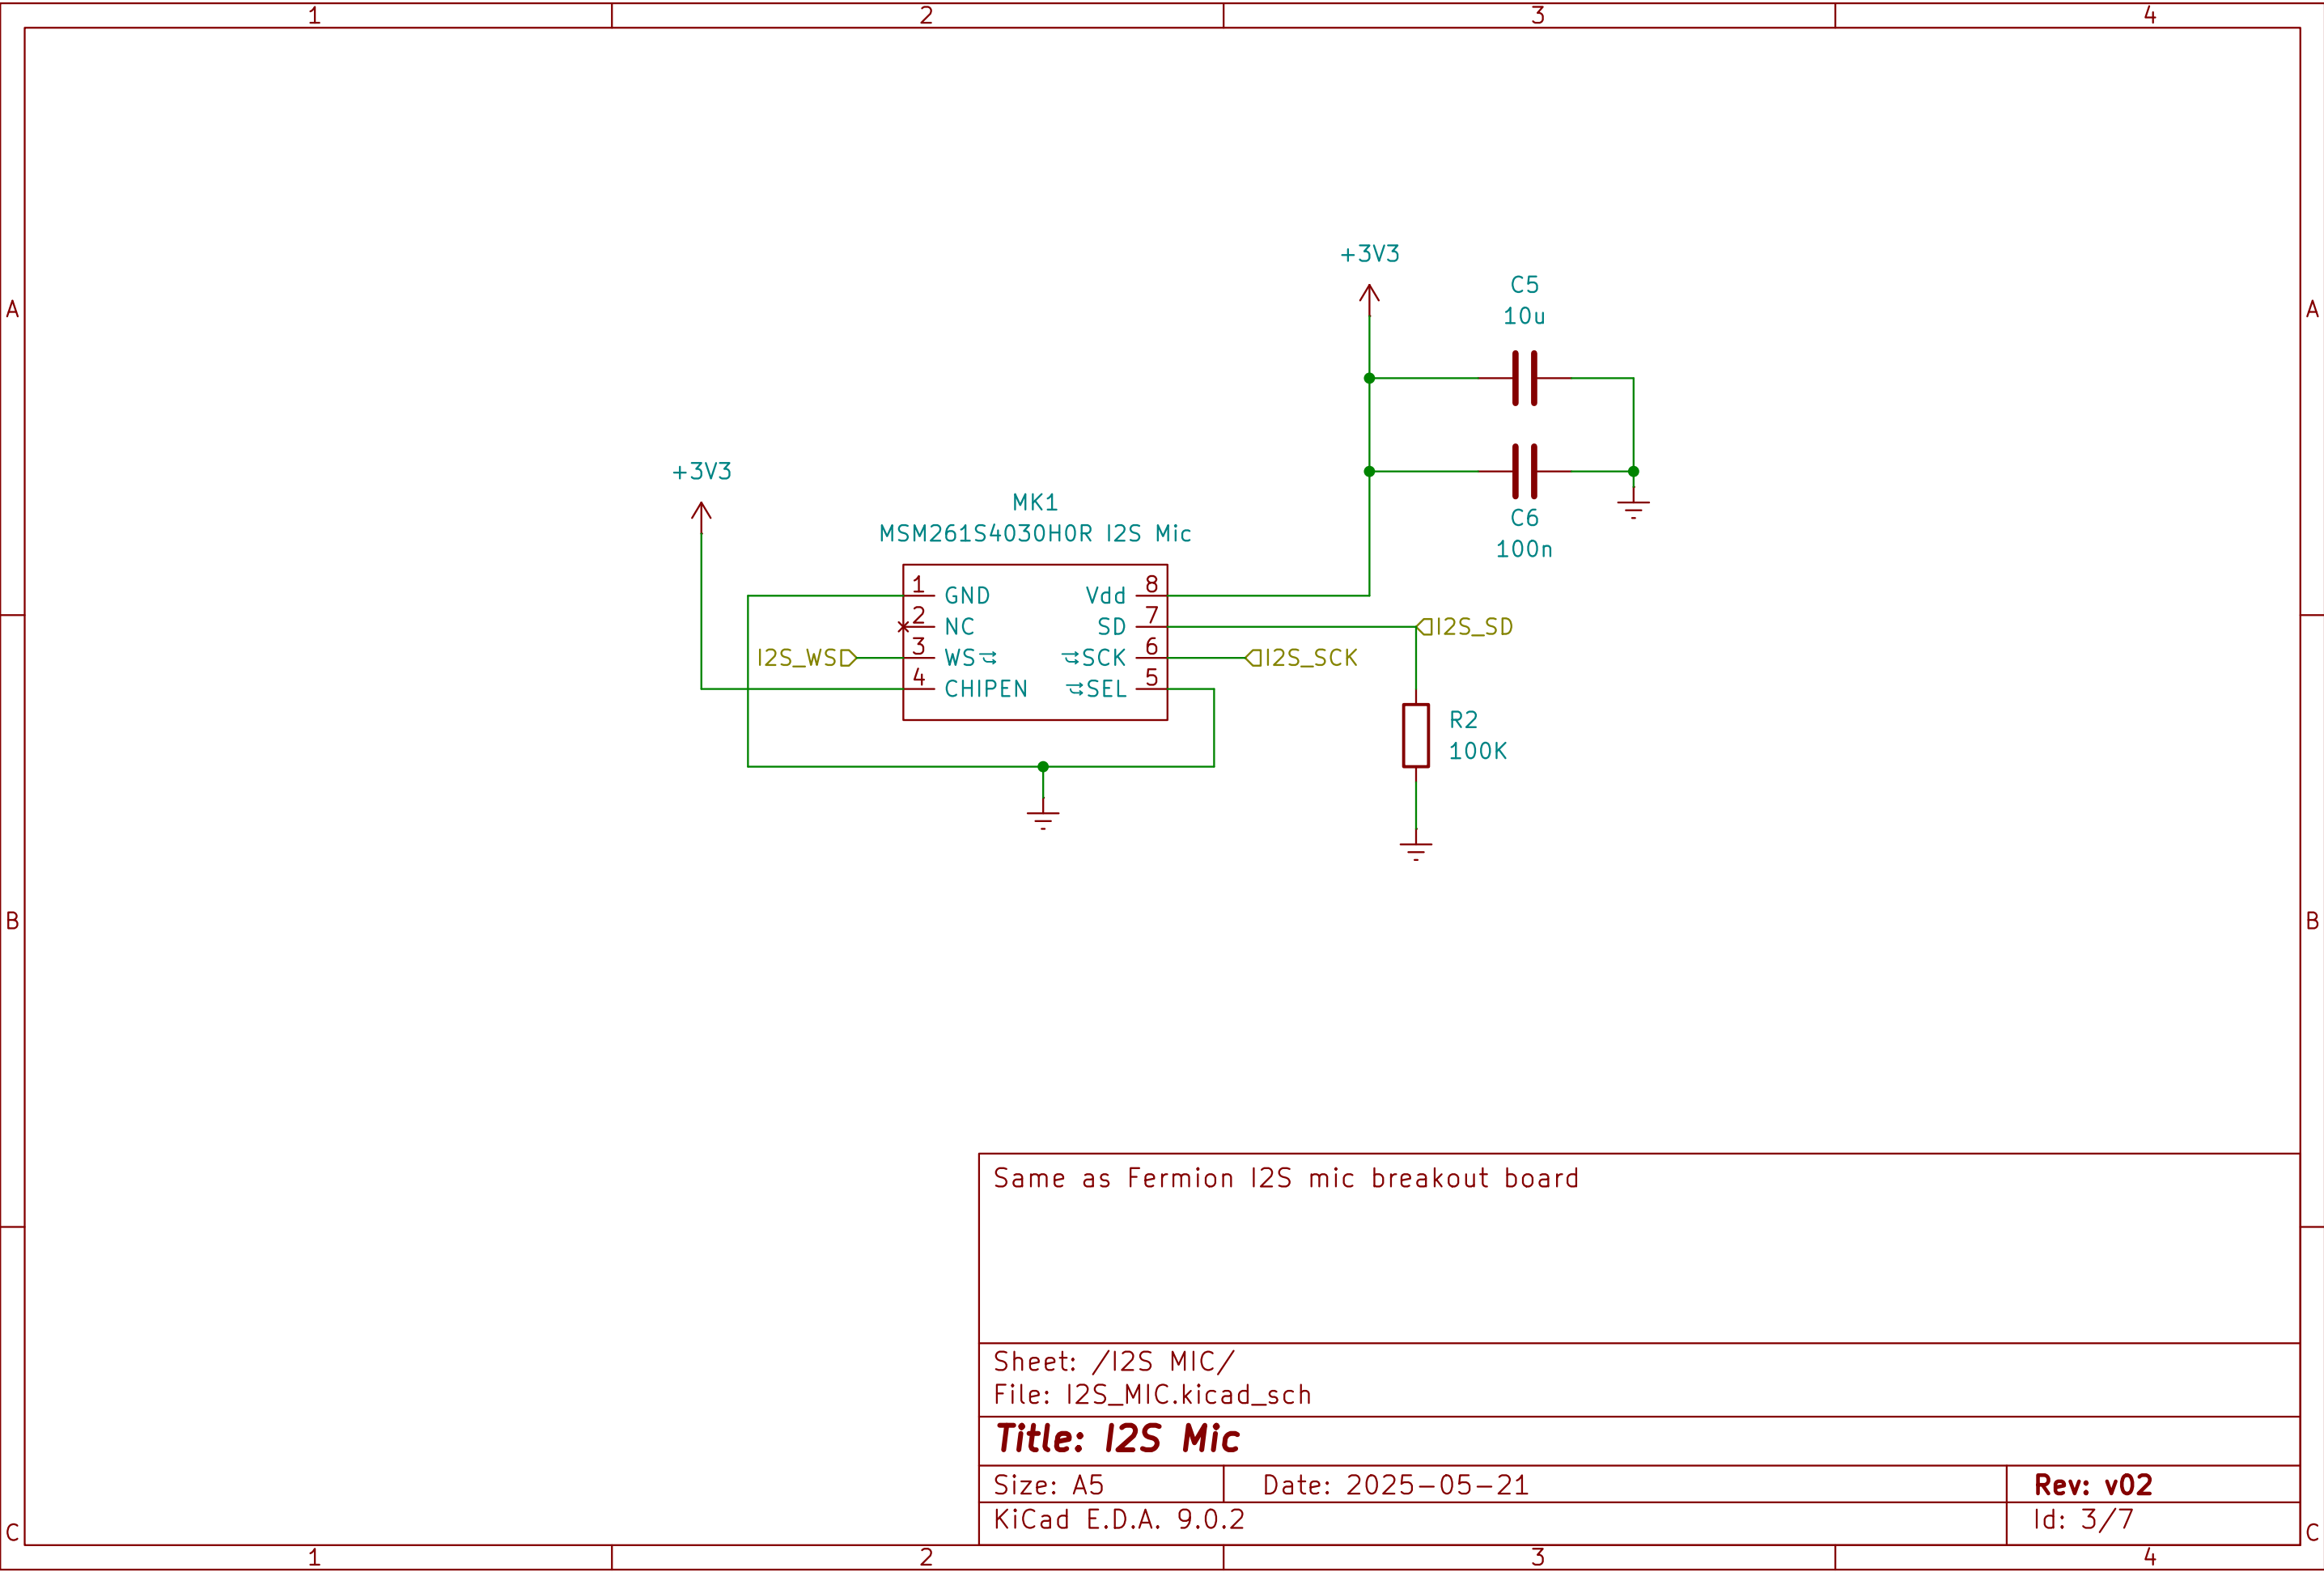 1 2 3 4
A A
+3V3
C5
10u
+3V3
C6
100n
MK1
MSM261S4030H0R I2S Mic
1 GND Vdd 8
2 NC SD 7 I2S_SD
I2S_WS 3 WS SCK 6 I2S_SCK
4 CHIPEN SEL 5
R2
100K
B B
Same as Fermion I2S mic breakout board
Sheet: /I2S MIC/
File: I2S_MIC.kicad_sch
Title: I2S Mic
Size: A5 Date: 2025-05-21 Rev: v02
KiCad E.D.A. 9.0.2 Id: 3/7
C C
1 2 3 4